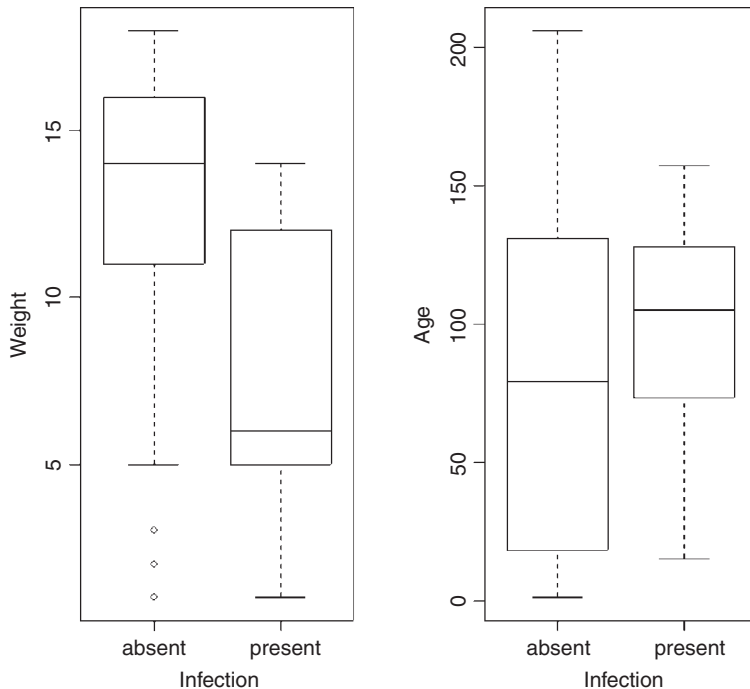 Weight
15
10
5
absent present
Infection
Age
200
150
100
50
0
absent present
Infection